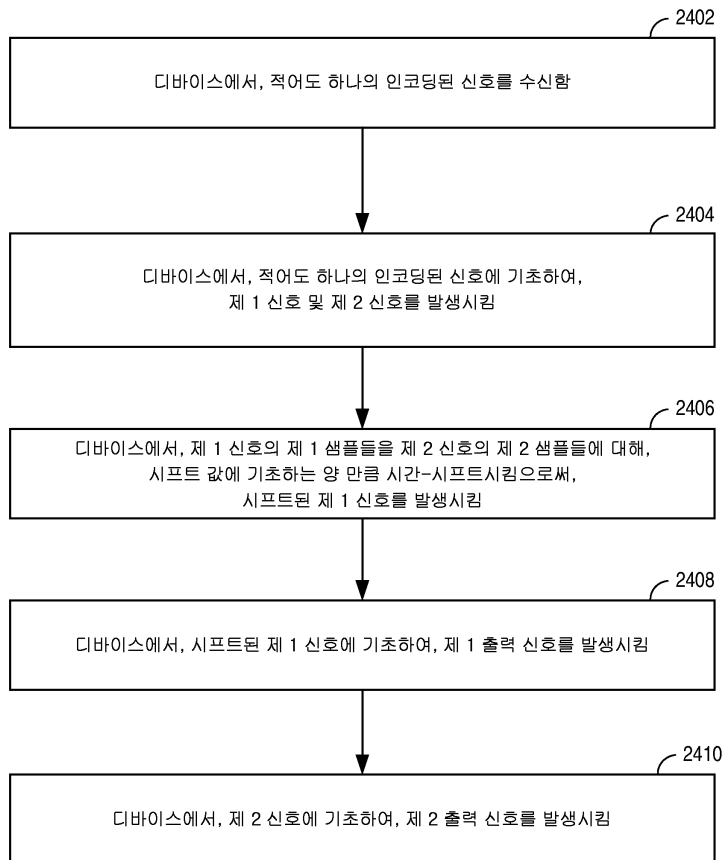 2402
디바이스에서, 적어도 하나의 인코딩된 신호를 수신함
2404
디바이스에서, 적어도 하나의 인코딩된 신호에 기초하여,
제 1 신호 및 제 2 신호를 발생시킴
2406
디바이스에서, 제 1 신호의 제 1 샘플들을 제 2 신호의 제 2 샘플들에 대해,
시프트 값에 기초하는 양 만큼 시간-시프트시킴으로써,
시프트된 제 1 신호를 발생시킴
2408
디바이스에서, 시프트된 제 1 신호에 기초하여, 제 1 출력 신호를 발생시킴
2410
디바이스에서, 제 2 신호에 기초하여, 제 2 출력 신호를 발생시킴